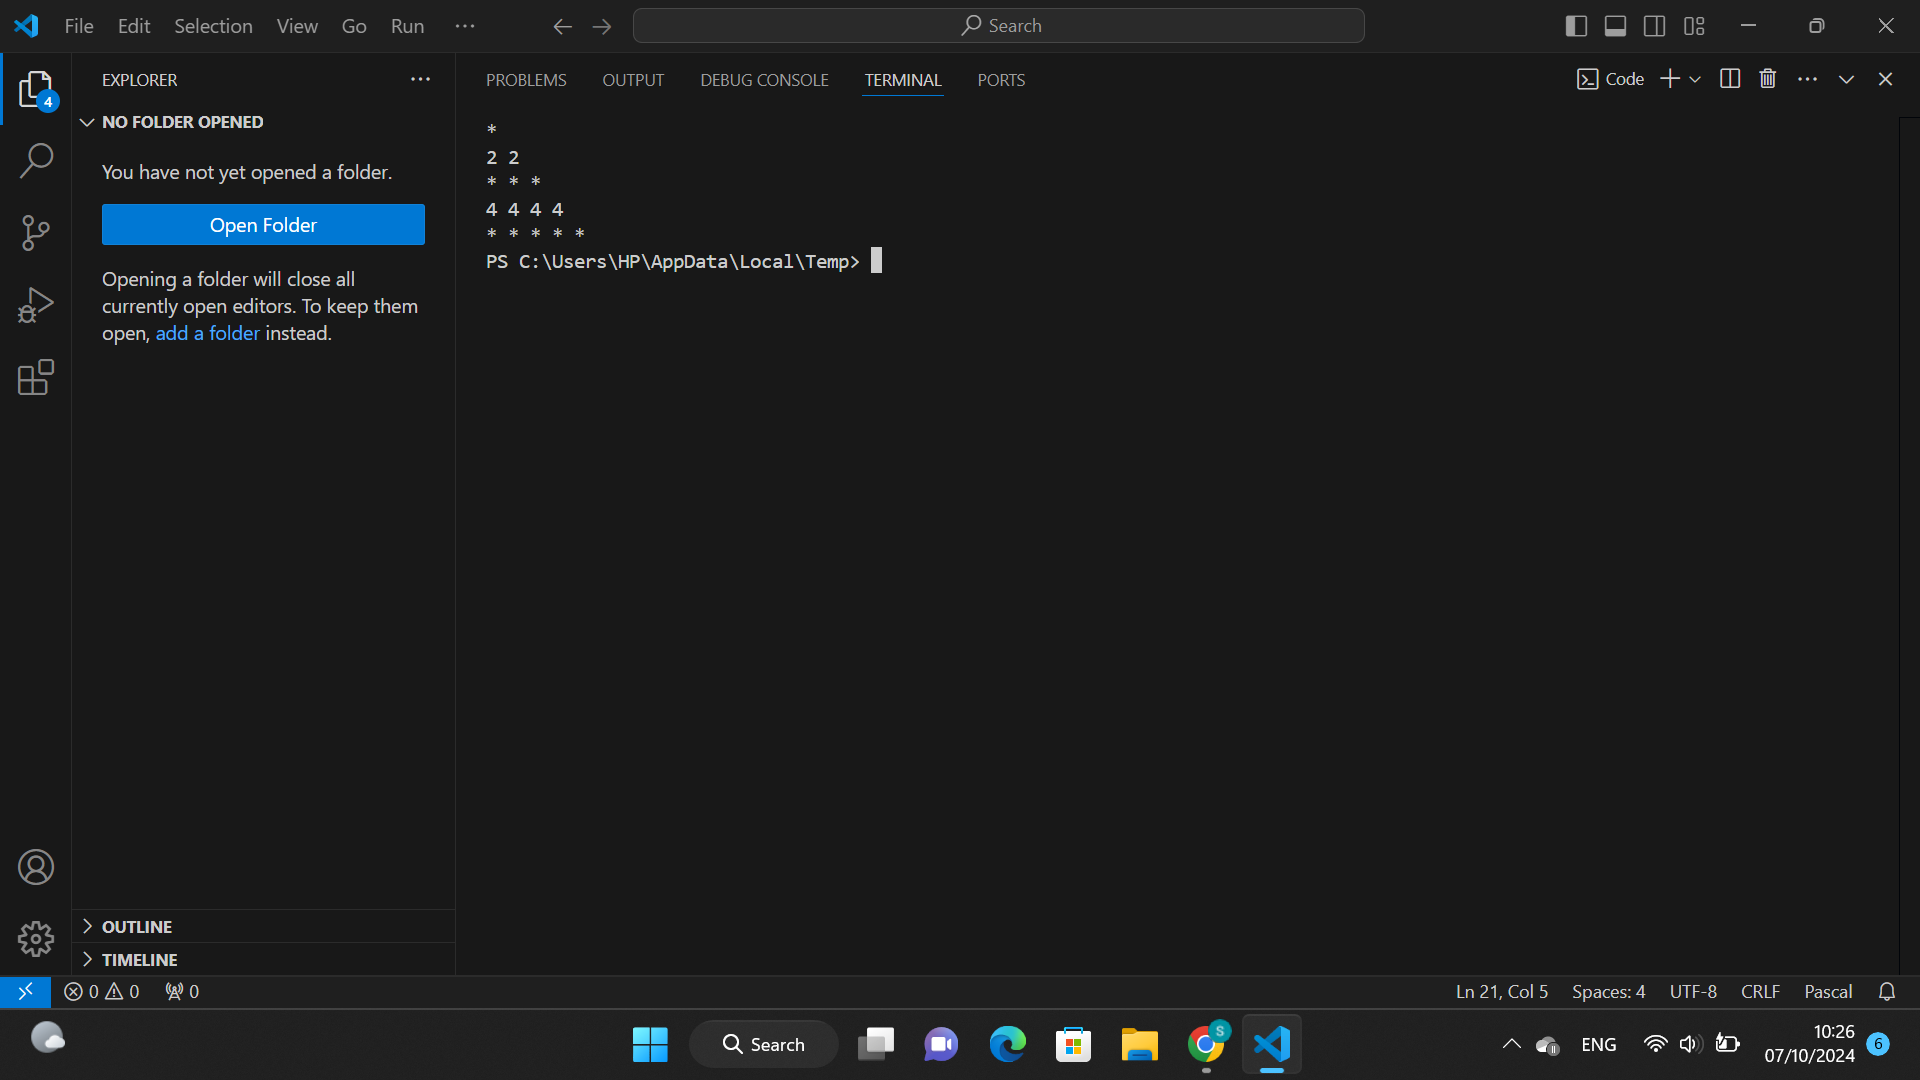 File Edit Selection View Go Run ···
Search
EXPLORER ···
NO FOLDER OPENED
You have not yet opened a folder.
Open Folder
Opening a folder will close all
currently open editors. To keep them
open, add a folder instead.
OUTLINE
TIMELINE
PROBLEMS OUTPUT DEBUG CONSOLE TERMINAL PORTS
Code
*
2 2
* * *
4 4 4 4
* * * * *
PS C:\Users\HP\AppData\Local\Temp>
4
0 0 0
Ln 21, Col 5 Spaces: 4 UTF-8 CRLF Pascal
Search
S
ENG
10:26
07/10/2024
6